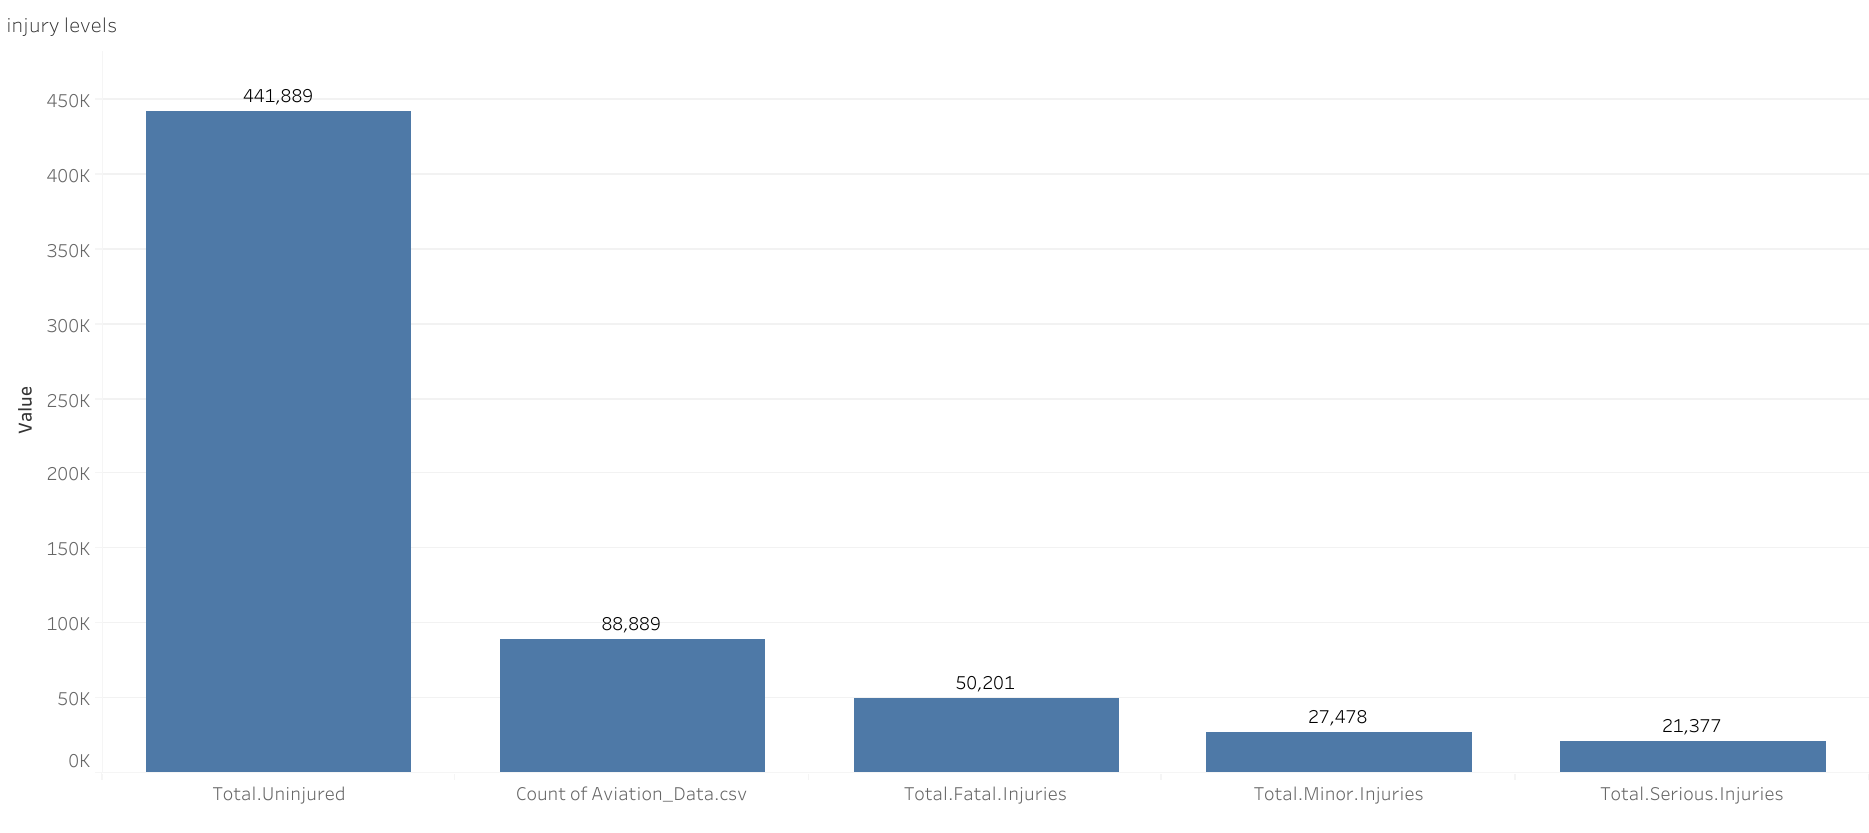 injury levels
Value
450K
400K
350K
300K
250K
200K
150K
100K
50K
0K
441,889
88,889
50,201
27,478
21,377
Total.Uninjured
Count of Aviation_Data.csv
Total.Fatal.Injuries
Total.Minor.Injuries
Total.Serious.Injuries